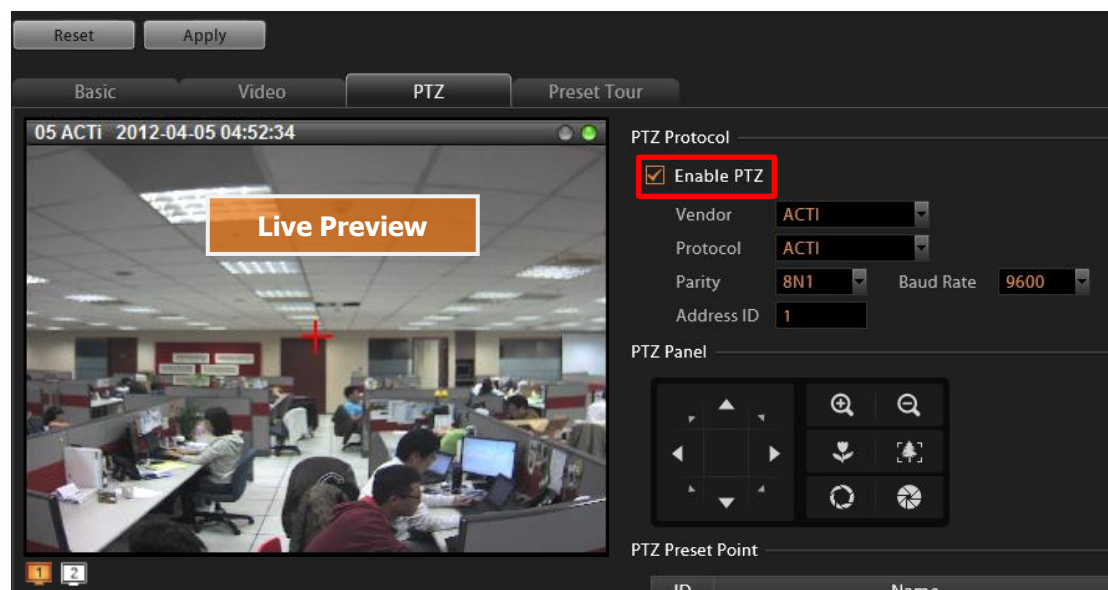 Reset Apply
Basic Video PTZ Preset Tour
05 ACTi 2012-04-05 04:52:34
Live Preview
1 2
PTZ Protocol
Enable PTZ
Vendor ACTI
Protocol ACTI
Parity 8N1 Baud Rate 9600
Address ID 1
PTZ Panel
PTZ Preset Point
ID Name